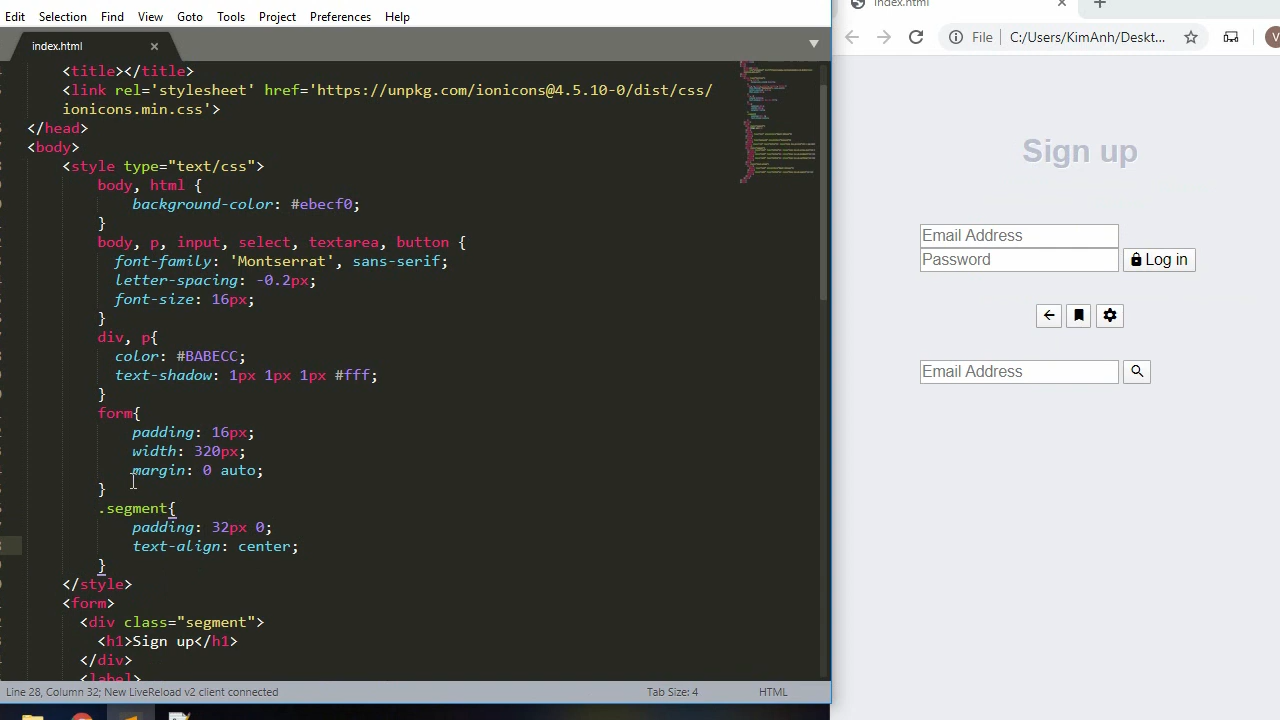 Edit Selection Find View Goto Tools Project Preferences Help
index.html
<title></title>
<link rel='stylesheet' href='https://unpkg.com/ionicons@4.5.10-0/dist/css/
ionicons.min.css'>
</head>
<body>
<style type="text/css">
body, html {
background-color: #ebecf0;
}
body, p, input, select, textarea, button {
font-family: 'Montserrat', sans-serif;
letter-spacing: -0.2px;
font-size: 16px;
}
div, p{
color: #BABECC;
text-shadow: 1px 1px 1px #fff;
}
form{
padding: 16px;
width: 320px;
margin: 0 auto;
}
.segment{
padding: 32px 0;
text-align: center;
}
</style>
<form>
<div class="segment">
<h1>Sign up</h1>
</div>
<label>
Line 28, Column 32; New LiveReload v2 client connected
Tab Size: 4
HTML
index.html
File C:/Users/KimAnh/Deskt...
V
Sign up
Email Address
Password
Log in
Email Address